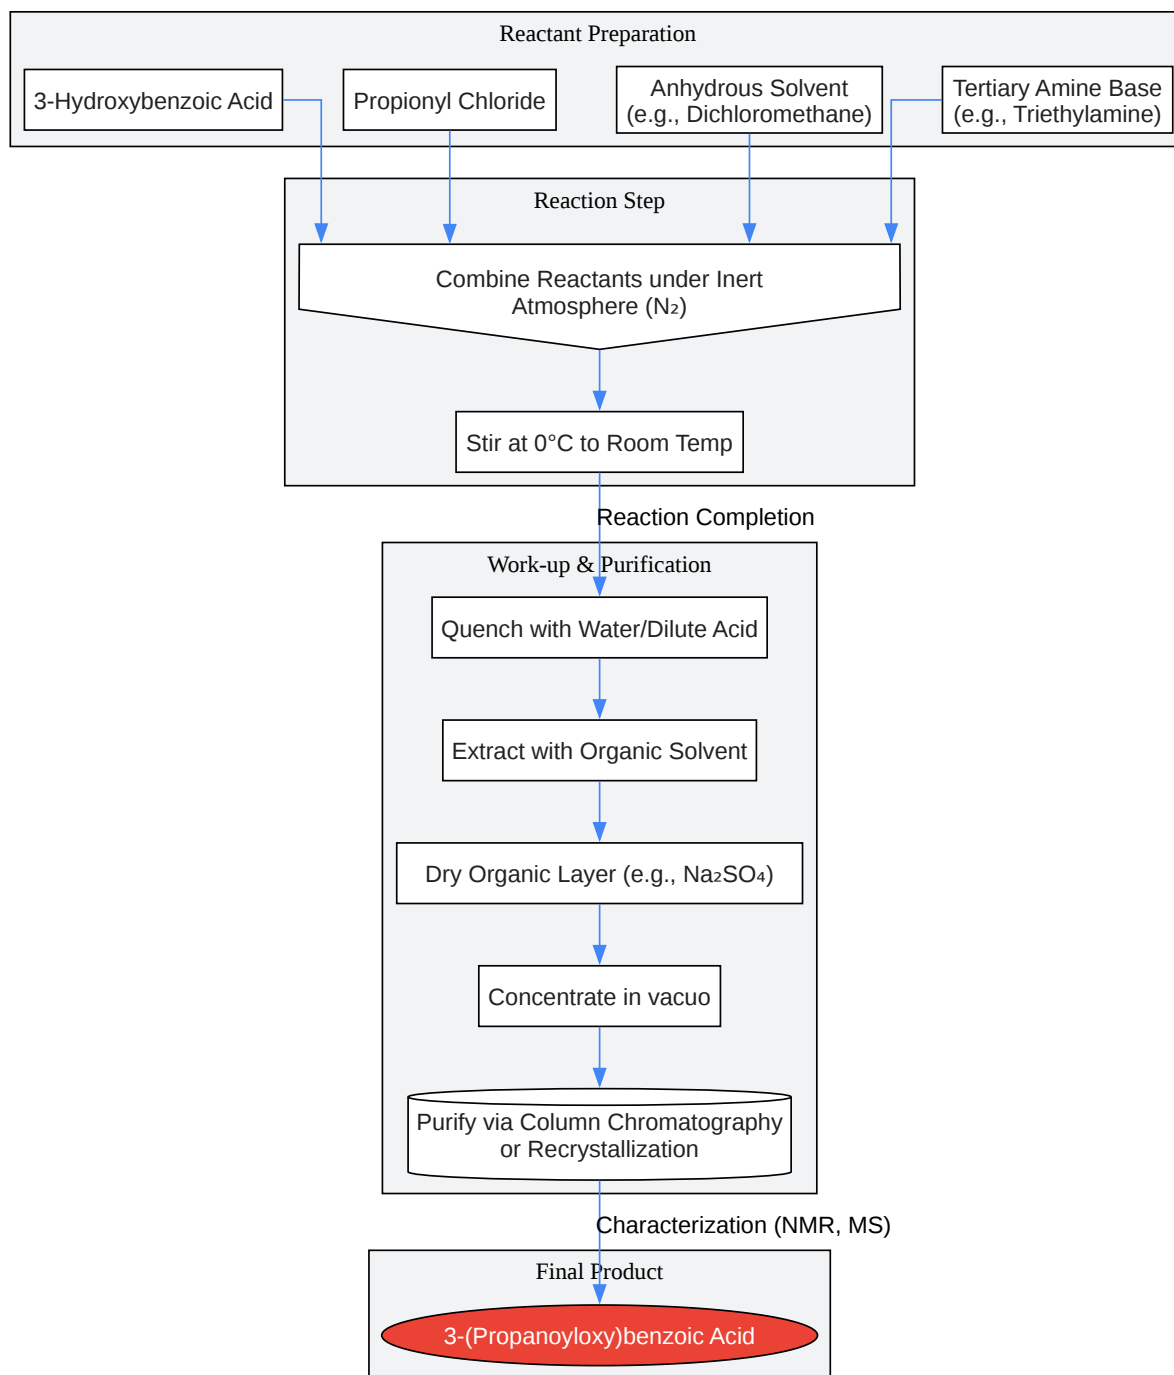 Reactant Preparation
3-Hydroxybenzoic Acid
Propionyl Chloride
Anhydrous Solvent
(e.g., Dichloromethane)
Tertiary Amine Base
(e.g., Triethylamine)
Reaction Step
Combine Reactants under Inert
Atmosphere (N₂)
Stir at 0°C to Room Temp
Reaction Completion
Work-up & Purification
Quench with Water/Dilute Acid
Extract with Organic Solvent
Dry Organic Layer (e.g., Na₂SO₄)
Concentrate in vacuo
Purify via Column Chromatography
or Recrystallization
Characterization (NMR, MS)
Final Product
3-(Propanoyloxy)benzoic Acid